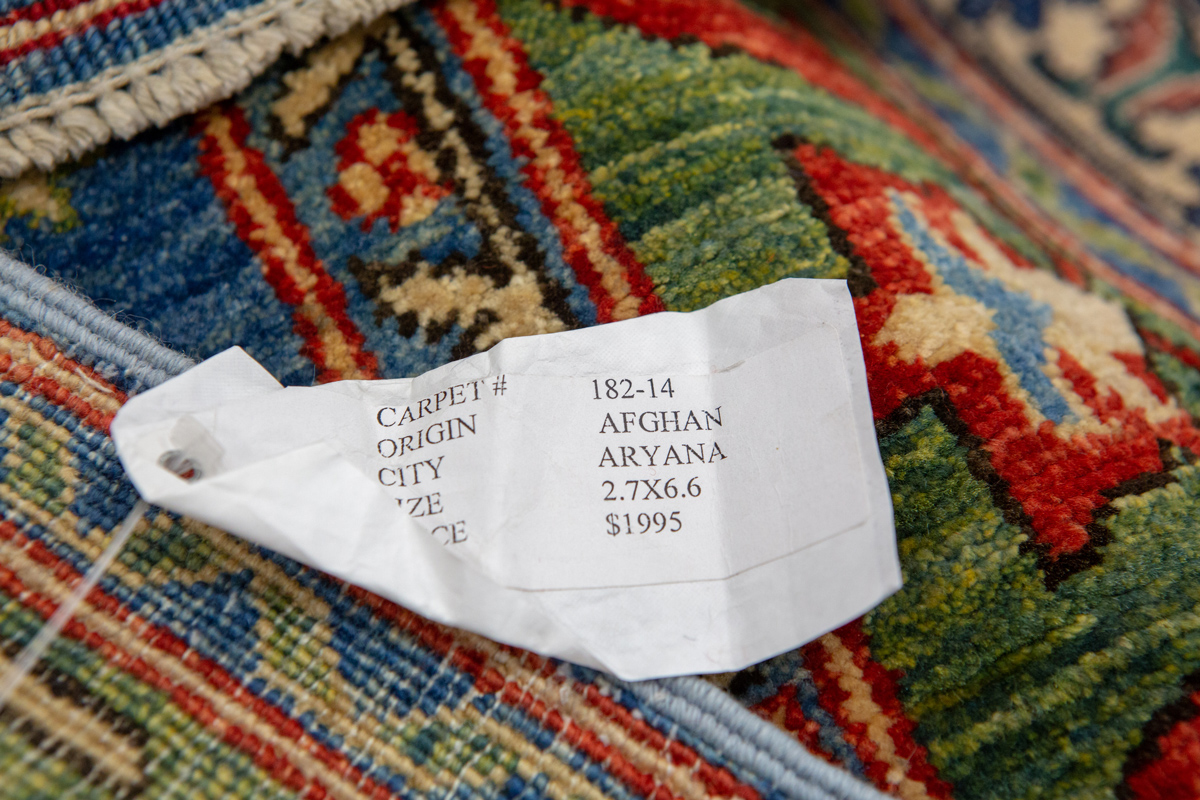 CARPET # 182-14
ORIGIN AFGHAN
CITY ARYANA
IZE 2.7X6.6
CE $1995